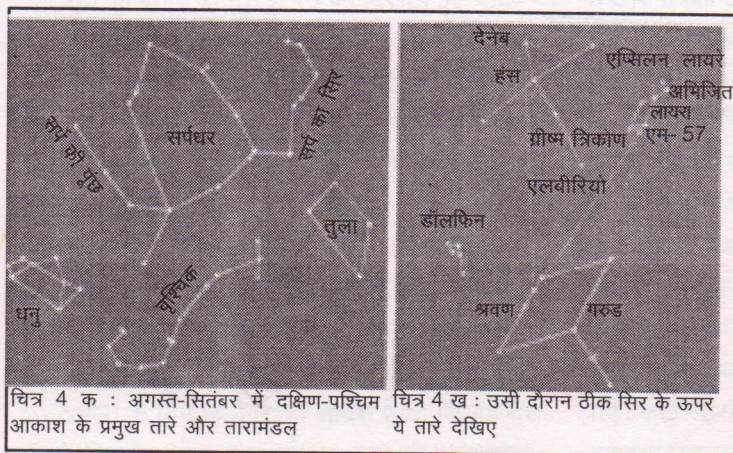 सर्प की पूंछ
सर्पधर
सर्प का सिर
तुला
वृश्चिक
धनु
चित्र 4 क : अगस्त-सितंबर में दक्षिण-पश्चिम
आकाश के प्रमुख तारे और तारामंडल
देनेब
हंस
एप्सिलन लायरे
अभिजित
लायरा
एम- 57
ग्रीष्म त्रिकोण
एलबीरियो
डॉलफिन
श्रवण
गरुड
चित्र 4 ख : उसी दौरान ठीक सिर के ऊपर
ये तारे देखिए